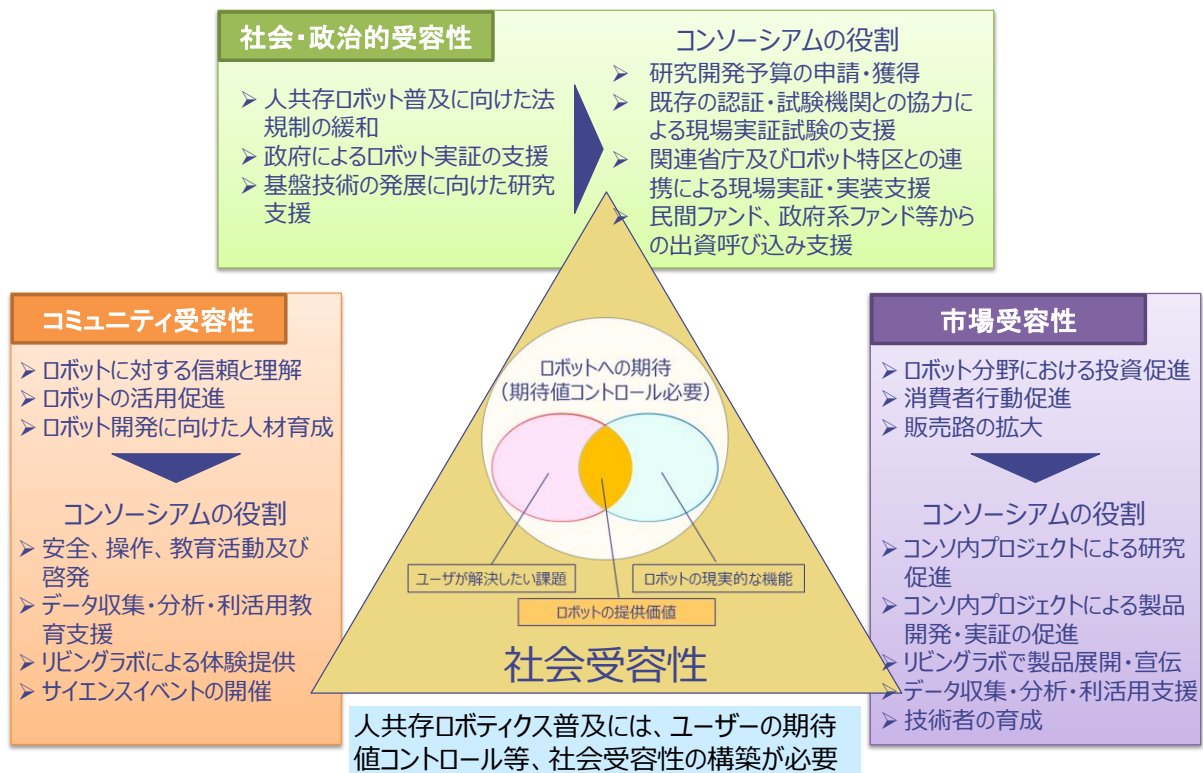 社会・政治的受容性
➢ 人共存ロボット普及に向けた法
規制の緩和
➢ 政府によるロボット実証の支援
➢ 基盤技術の発展に向けた研究
支援
コンソーシアムの役割
➢ 研究開発予算の申請・獲得
➢ 既存の認証・試験機関との協力に
よる現場実証試験の支援
➢ 関連省庁及びロボット特区との連
携による現場実証・実装支援
➢ 民間ファンド、政府系ファンド等から
の出資呼び込み支援
コミュニティ受容性
➢ ロボットに対する信頼と理解
➢ ロボットの活用促進
➢ ロボット開発に向けた人材育成
コンソーシアムの役割
➢ 安全、操作、教育活動及び
啓発
➢ データ収集・分析・利活用教
育支援
➢ リビングラボによる体験提供
➢ サイエンスイベントの開催
ロボットへの期待
（期待値コントロール必要）
ユーザが解決したい課題
ロボットの現実的な機能
ロボットの提供価値
社会受容性
市場受容性
➢ ロボット分野における投資促進
➢ 消費者行動促進
➢ 販売路の拡大
コンソーシアムの役割
➢ コンソ内プロジェクトによる研究
促進
➢ コンソ内プロジェクトによる製品
開発・実証の促進
➢ リビングラボで製品展開・宣伝
➢ データ収集・分析・利活用支援
➢ 技術者の育成
人共存ロボティクス普及には、ユーザーの期待
値コントロール等、社会受容性の構築が必要